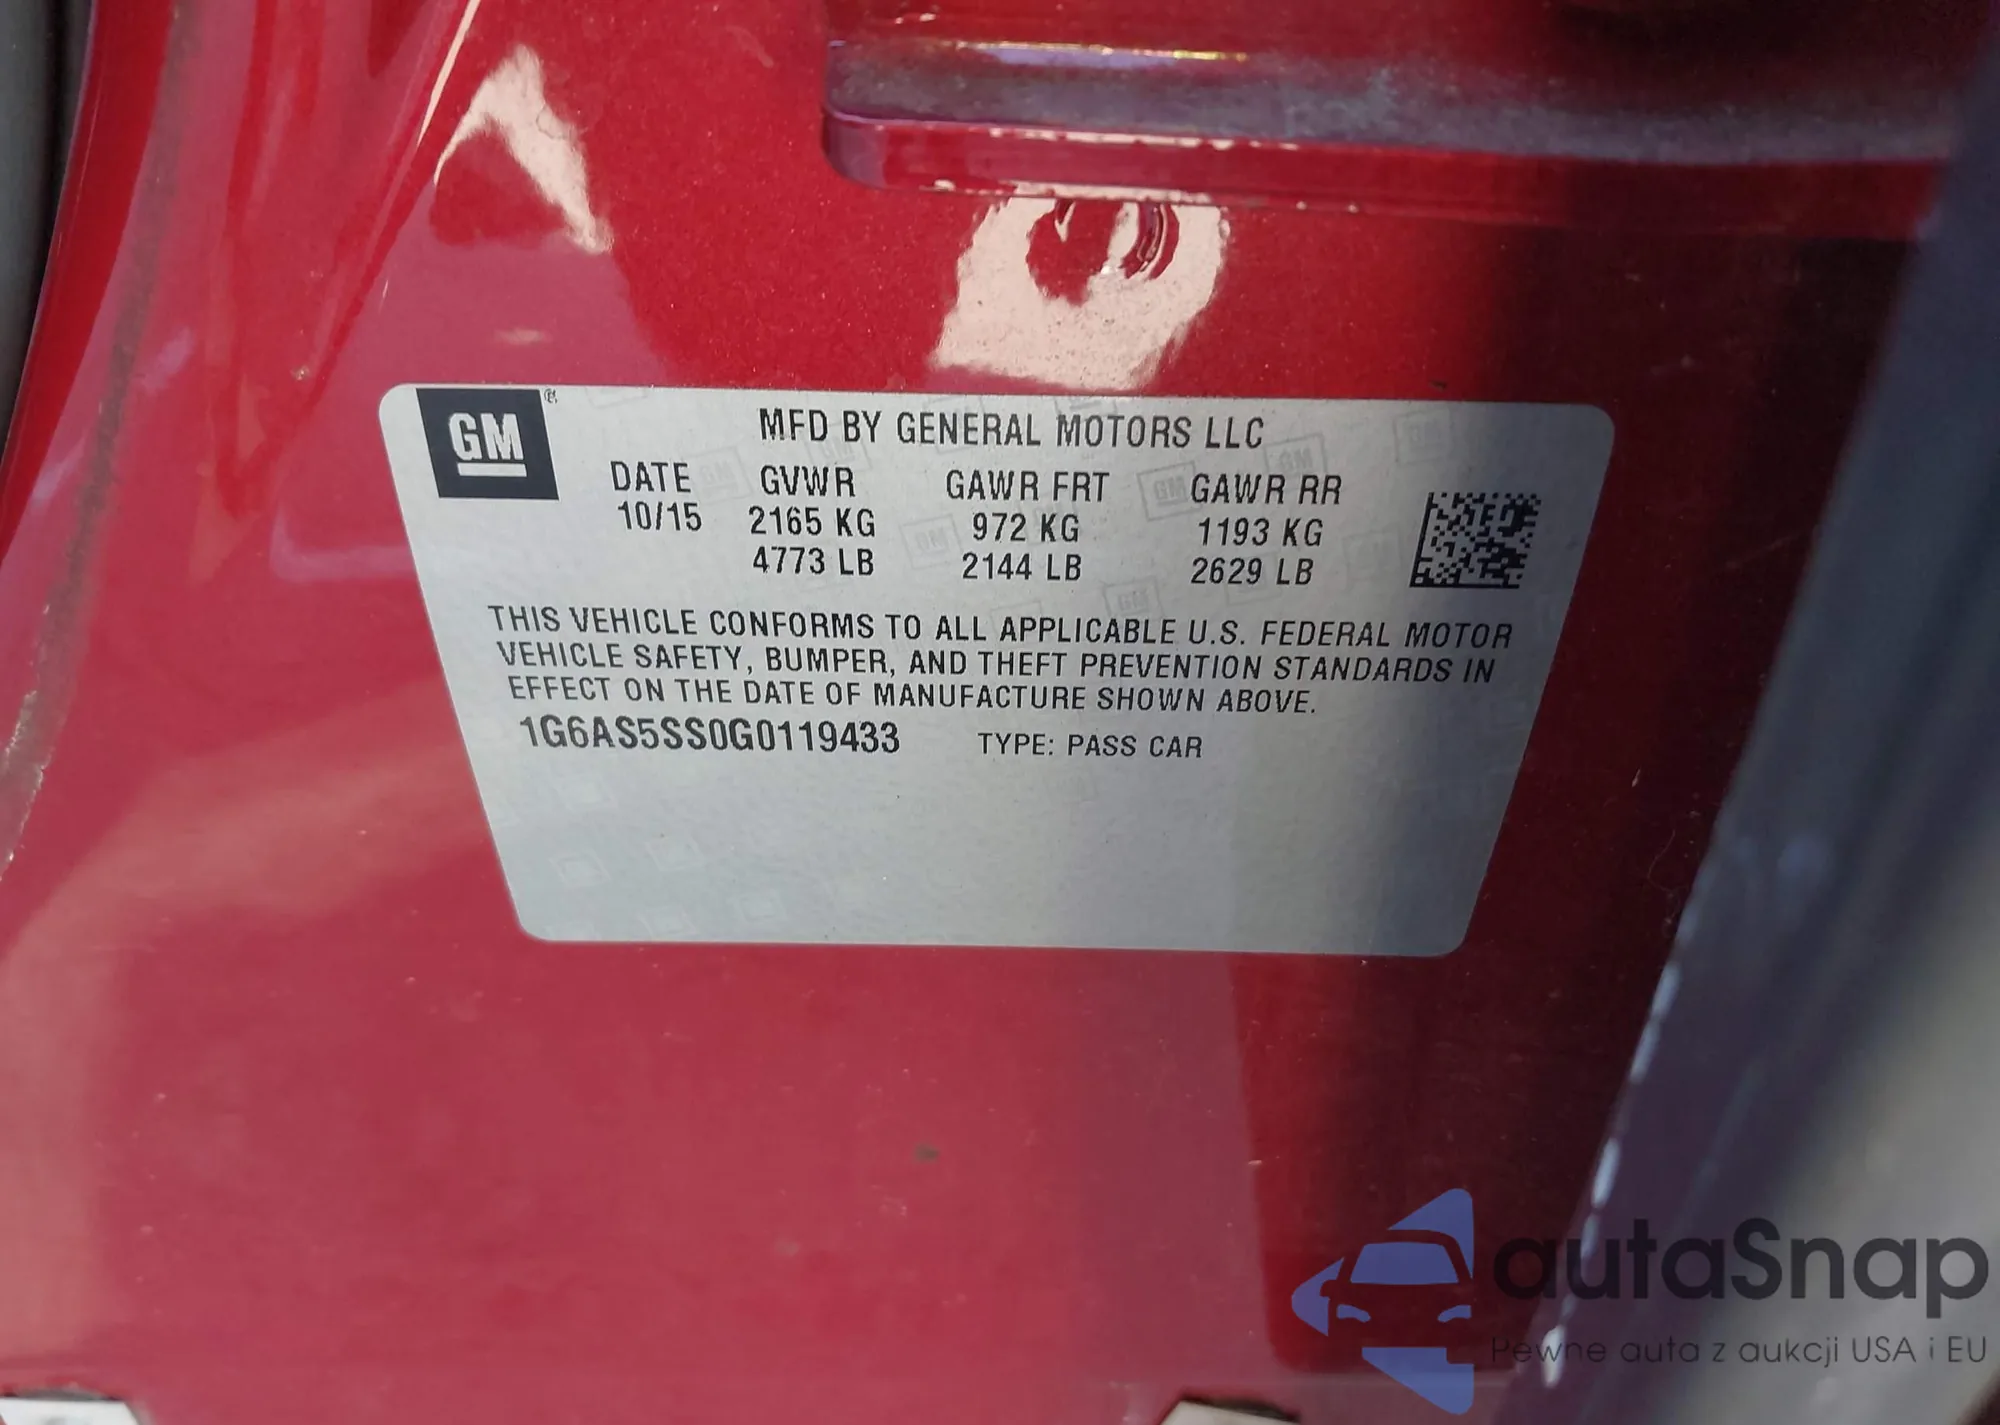 GM
MFD BY GENERAL MOTORS LLC
DATE GVWR GAWR FRT GAWR RR
10/15 2165 KG 972 KG 1193 KG
4773 LB 2144 LB 2629 LB
THIS VEHICLE CONFORMS TO ALL APPLICABLE U.S. FEDERAL MOTOR
VEHICLE SAFETY, BUMPER, AND THEFT PREVENTION STANDARDS IN
EFFECT ON THE DATE OF MANUFACTURE SHOWN ABOVE.
1G6AS5SS0G0119433 TYPE: PASS CAR
autaSnap
Pewne auta z aukcji USA i EU